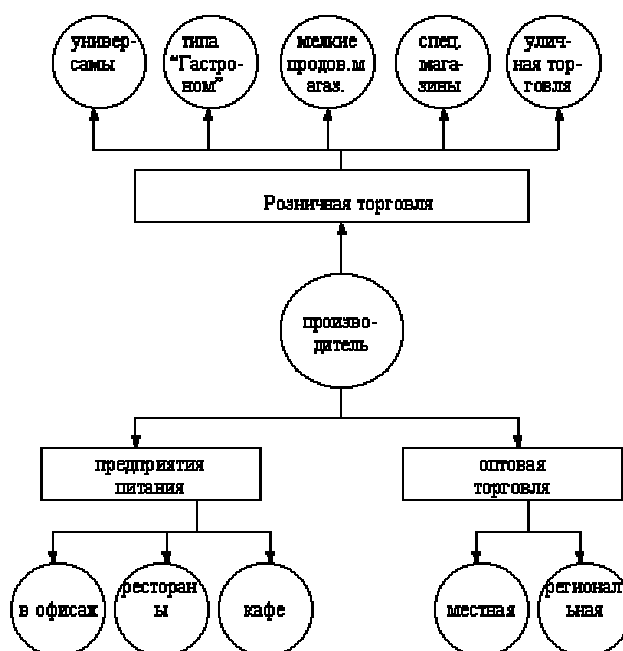 универ-
самы
типа
“Гастро-
ном”
мелкие
продов.м
агаз.
спец.
мага-
зины
улич-
ная тор-
говля
Розничная торговля
произво-
дитель
предприятия
питания
оптовая
торговля
в офисах
ресторан
ы
кафе
местная
региональ
ьная